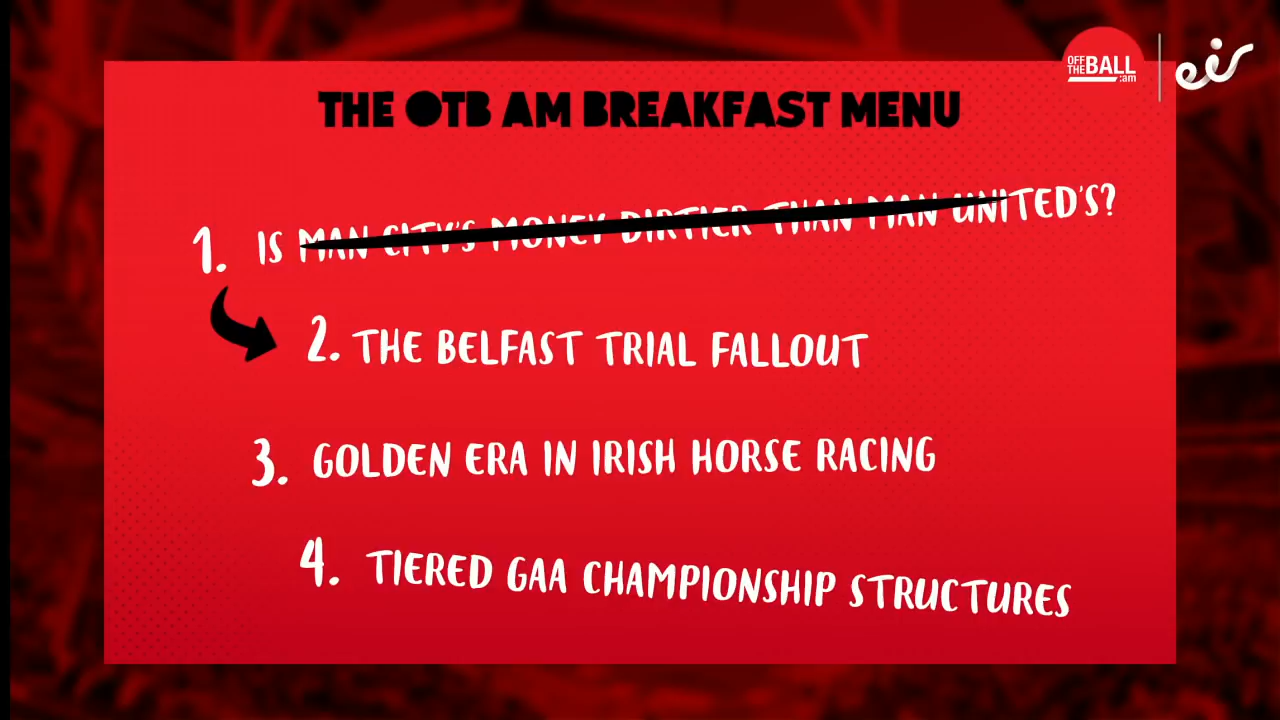 OFF THE BALL :am
eir
THE OTB AM BREAKFAST MENU
1. IS MAN CITY'S MONEY DIRTIER THAN MAN UNITED'S?
2. THE BELFAST TRIAL FALLOUT
3. GOLDEN ERA IN IRISH HORSE RACING
4. TIERED GAA CHAMPIONSHIP STRUCTURES